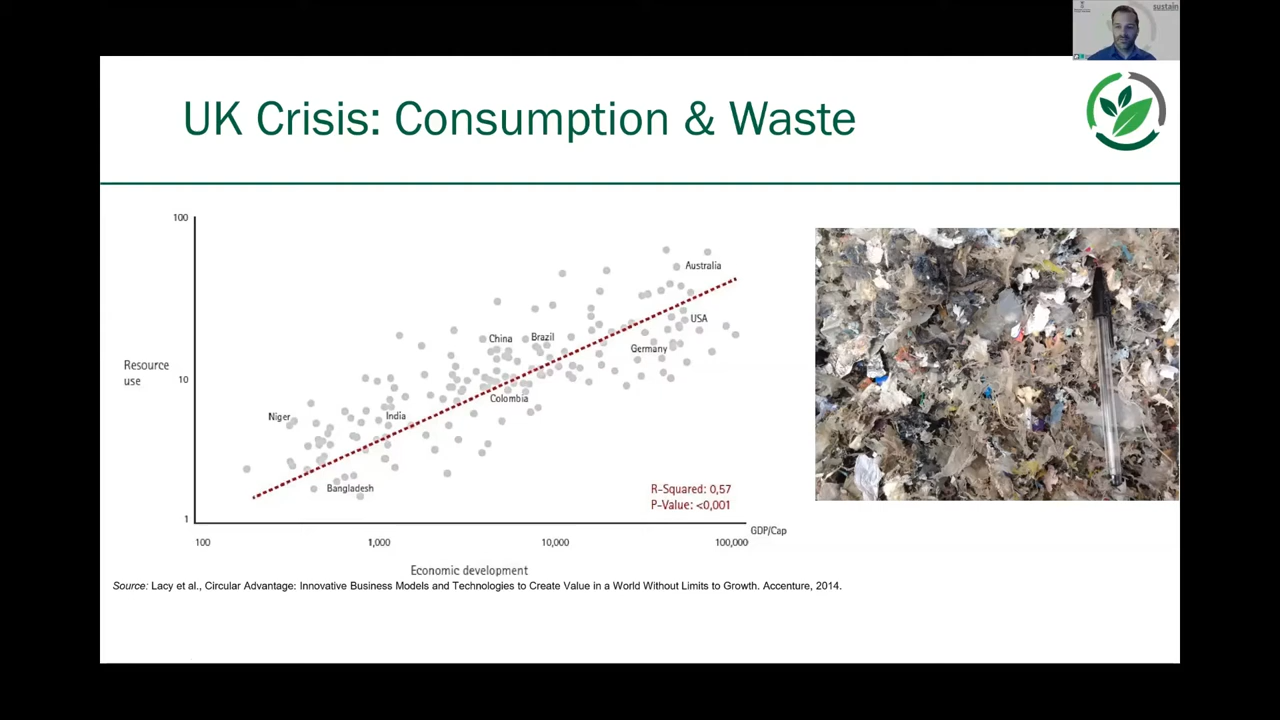 sustain
UK Crisis: Consumption & Waste
100
Resource
use
10
1
Australia
USA
China
Brazil
Germany
Colombia
Niger
India
Bangladesh
R-Squared: 0,57
P-Value: <0,001
GDP/Cap
100
1,000
10,000
100,000
Economic development
Source: Lacy et al., Circular Advantage: Innovative Business Models and Technologies to Create Value in a World Without Limits to Growth. Accenture, 2014.